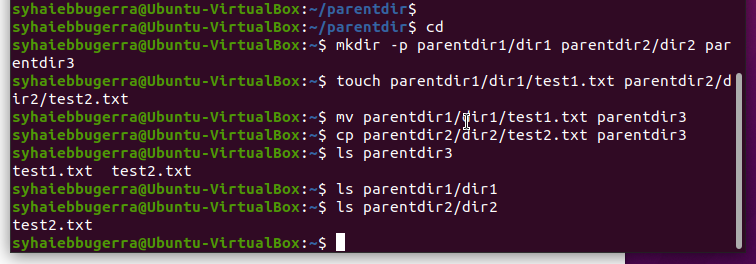 syhaiebbugerra@Ubuntu-VirtualBox:~/parentdir$
syhaiebbugerra@Ubuntu-VirtualBox:~/parentdir$ cd
syhaiebbugerra@Ubuntu-VirtualBox:~$ mkdir -p parentdir1/dir1 parentdir2/dir2 par
entdir3
syhaiebbugerra@Ubuntu-VirtualBox:~$ touch parentdir1/dir1/test1.txt parentdir2/d
ir2/test2.txt
syhaiebbugerra@Ubuntu-VirtualBox:~$ mv parentdir1/dir1/test1.txt parentdir3
syhaiebbugerra@Ubuntu-VirtualBox:~$ cp parentdir2/dir2/test2.txt parentdir3
syhaiebbugerra@Ubuntu-VirtualBox:~$ ls parentdir3
test1.txt  test2.txt
syhaiebbugerra@Ubuntu-VirtualBox:~$ ls parentdir1/dir1
syhaiebbugerra@Ubuntu-VirtualBox:~$ ls parentdir2/dir2
test2.txt
syhaiebbugerra@Ubuntu-VirtualBox:~$